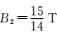 B₂ = 15/14 T